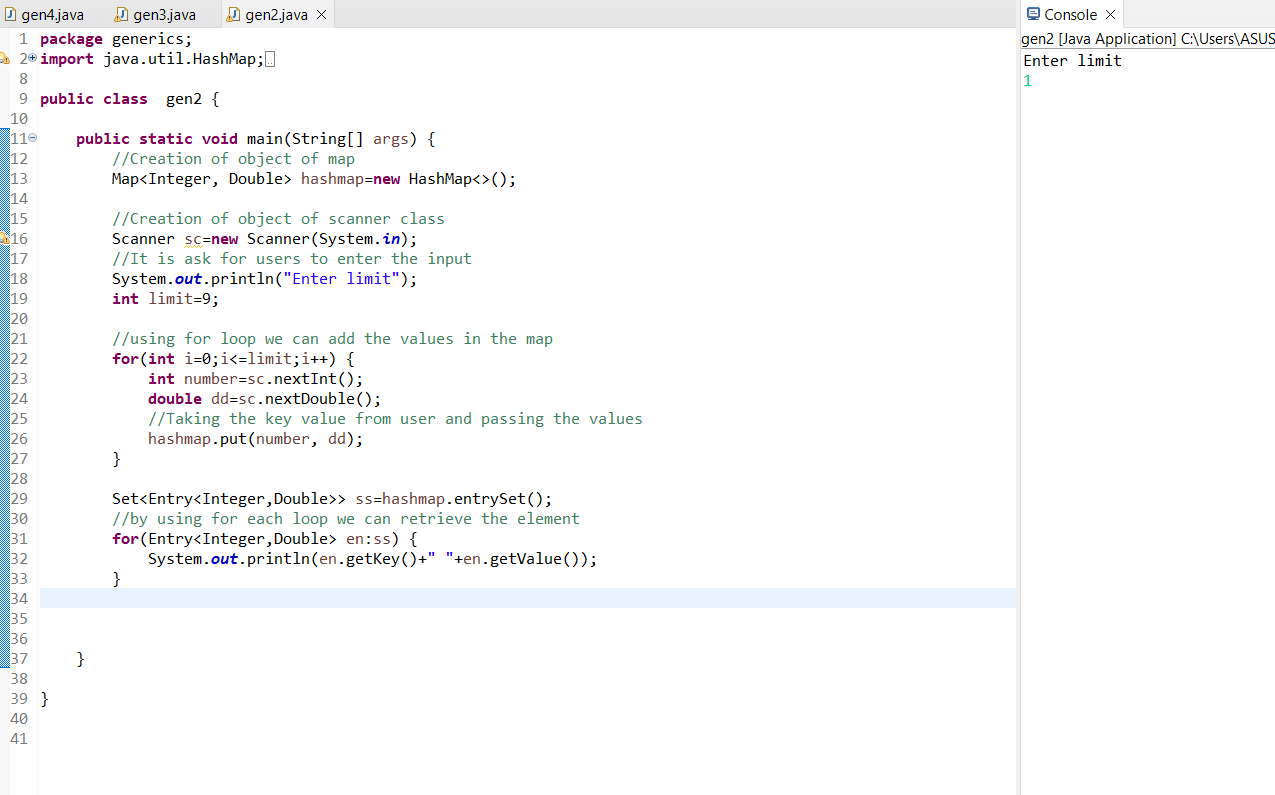 gen4.java gen3.java gen2.java
1 package generics;
2 import java.util.HashMap;
8
9 public class  gen2 {
10
11     public static void main(String[] args) {
12         //Creation of object of map
13         Map<Integer, Double> hashmap=new HashMap<>();
14
15         //Creation of object of scanner class
16         Scanner sc=new Scanner(System.in);
17         //It is ask for users to enter the input
18         System.out.println("Enter limit");
19         int limit=9;
20
21         //using for loop we can add the values in the map
22         for(int i=0;i<=limit;i++) {
23             int number=sc.nextInt();
24             double dd=sc.nextDouble();
25             //Taking the key value from user and passing the values
26             hashmap.put(number, dd);
27         }
28
29         Set<Entry<Integer,Double>> ss=hashmap.entrySet();
30         //by using for each loop we can retrieve the element
31         for(Entry<Integer,Double> en:ss) {
32             System.out.println(en.getKey()+" "+en.getValue());
33         }
34
35
36
37     }
38
39 }
40
41
Console
gen2 [Java Application] C:\Users\ASUS
Enter limit
1